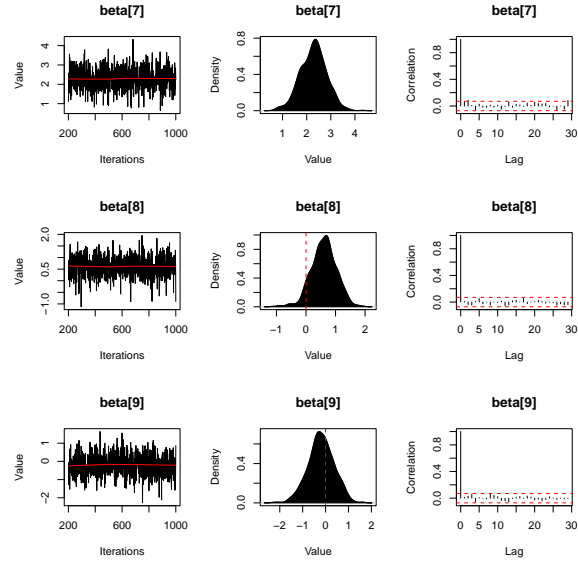 beta[7] beta[7] beta[7]
Value 1 2 3 4
200 600 1000
Iterations
Density 0.0 0.4 0.8
1 2 3 4
Value
Correlation 0.0 0.4 0.8
0 5 10 20 30
Lag
beta[8] beta[8] beta[8]
Value −1.0 0.5 2.0
200 600 1000
Iterations
Density 0.0 0.4 0.8
−1 0 1 2
Value
Correlation 0.0 0.4 0.8
0 5 10 20 30
Lag
beta[9] beta[9] beta[9]
Value −2 0 1
200 600 1000
Iterations
Density 0.0 0.4
−2 −1 0 1 2
Value
Correlation 0.0 0.4 0.8
0 5 10 20 30
Lag